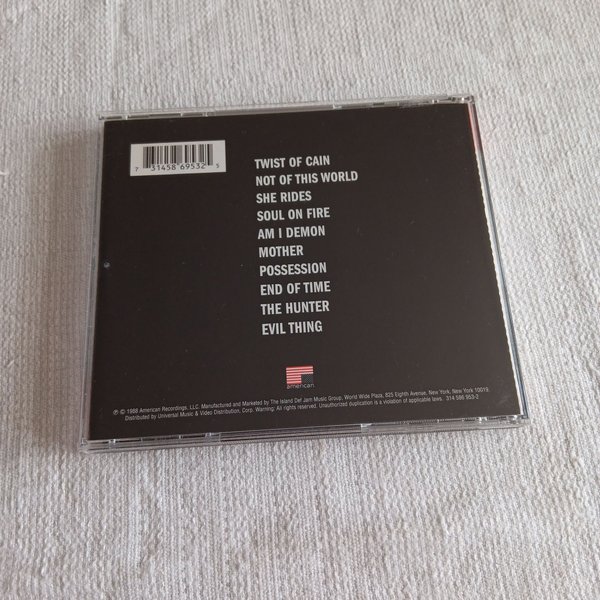 7 31458 69532 5
TWIST OF CAIN
NOT OF THIS WORLD
SHE RIDES
SOUL ON FIRE
AM I DEMON
MOTHER
POSSESSION
END OF TIME
THE HUNTER
EVIL THING
american
℗ © 1988 American Recordings, LLC. Manufactured and Marketed by The Island Def Jam Music Group, World Wide Plaza, 825 Eighth Avenue, New York, New York 10019.
Distributed by Universal Music & Video Distribution, Corp. Warning: All rights reserved. Unauthorized duplication is a violation of applicable laws. 314 586 953-2